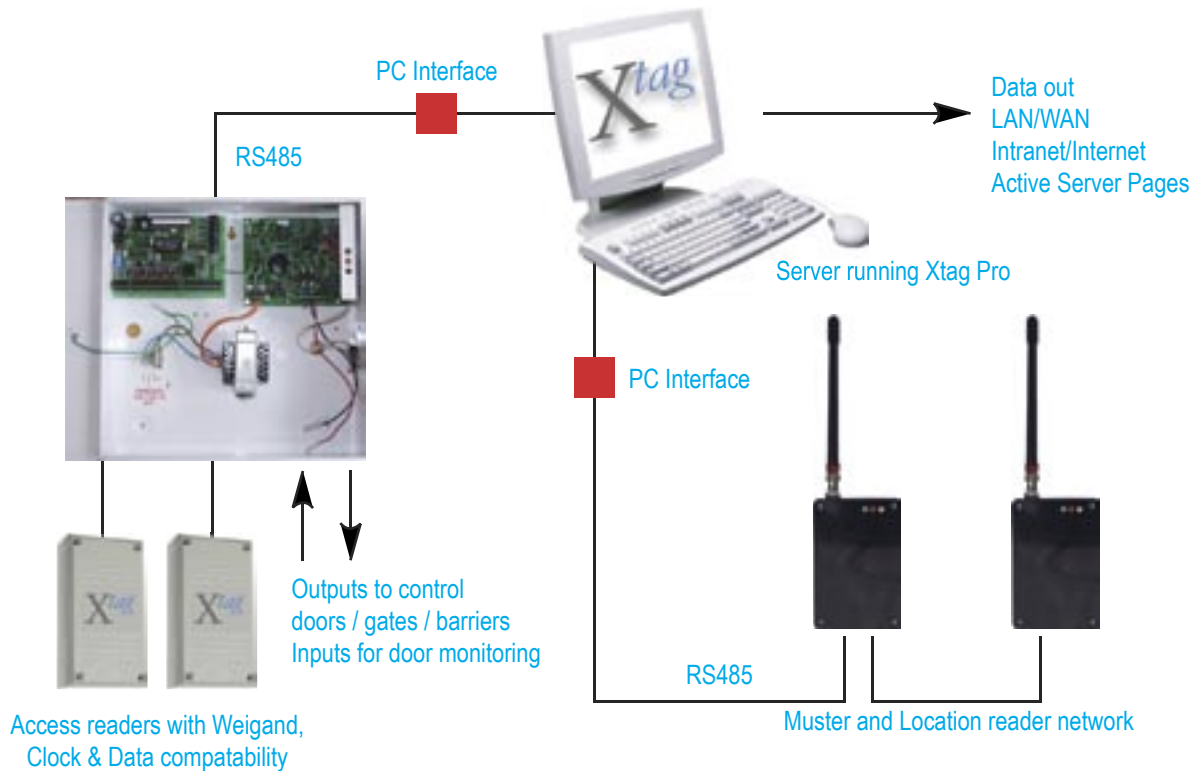 PC Interface
Xtag
Data out
LAN/WAN
Intranet/Internet
Active Server Pages
RS485
Server running Xtag Pro
PC Interface
Xtag
Xtag
Outputs to control
doors / gates / barriers
Inputs for door monitoring
RS485
Access readers with Weigand,
Clock & Data compatability
Muster and Location reader network